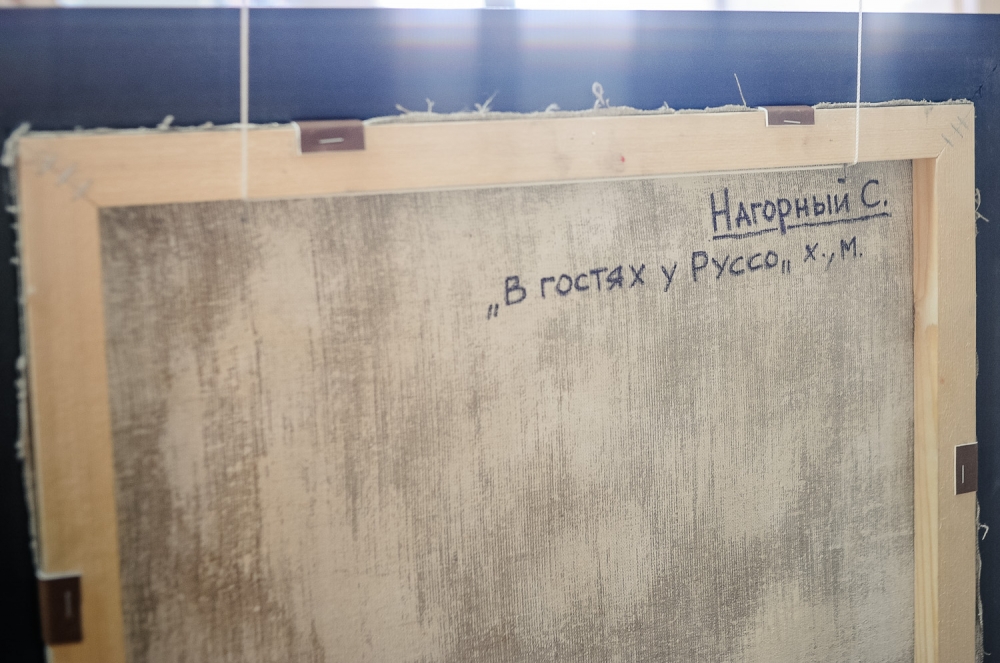 Нагорный С.
„В гостях у Руссо„ х., м.